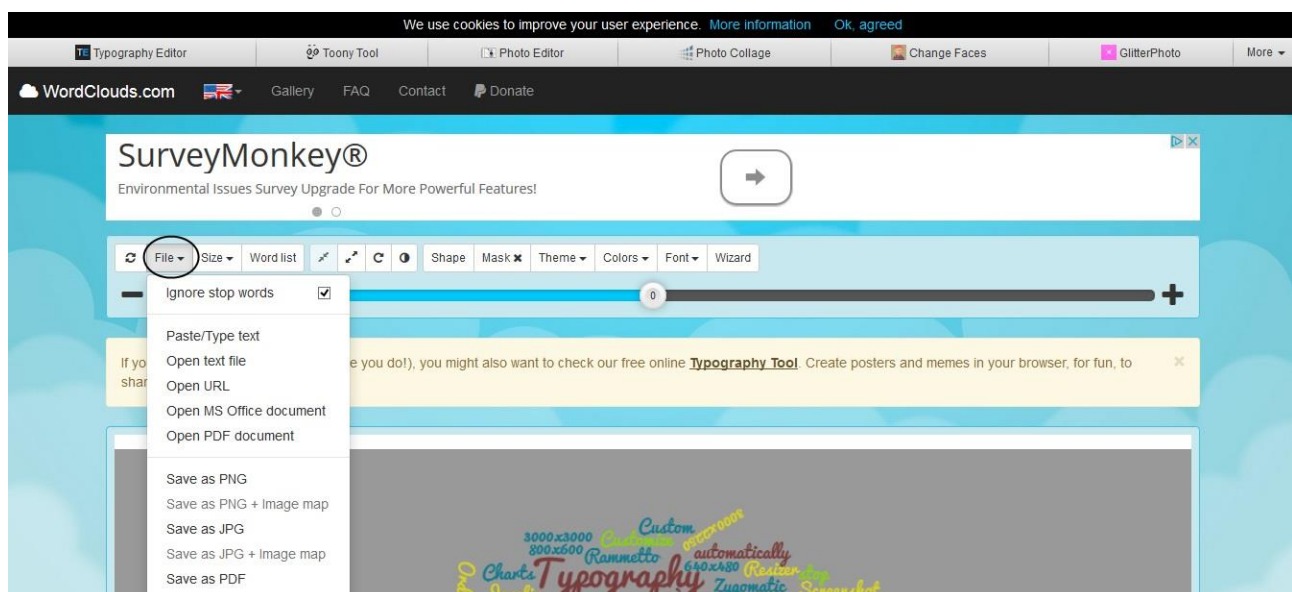 We use cookies to improve your user experience. More information Ok, agreed
TE Typography Editor Toony Tool Photo Editor Photo Collage Change Faces GlitterPhoto More
WordClouds.com Gallery FAQ Contact Donate
SurveyMonkey®
Environmental Issues Survey Upgrade For More Powerful Features!
File Size Word list Shape Mask Theme Colors Font Wizard
Ignore stop words
0
Paste/Type text
Open text file
Open URL
Open MS Office document
Open PDF document
If yo e you do!), you might also want to check our free online Typography Tool. Create posters and memes in your browser, for fun, to
shar
Save as PNG
Save as PNG + Image map
Save as JPG
Save as JPG + Image map
Save as PDF
Custom
3000x3000 Customize
800x600 Rammetto automatically
Charts Typography 640x480 Resizer stop
Zygomatic Screenshot